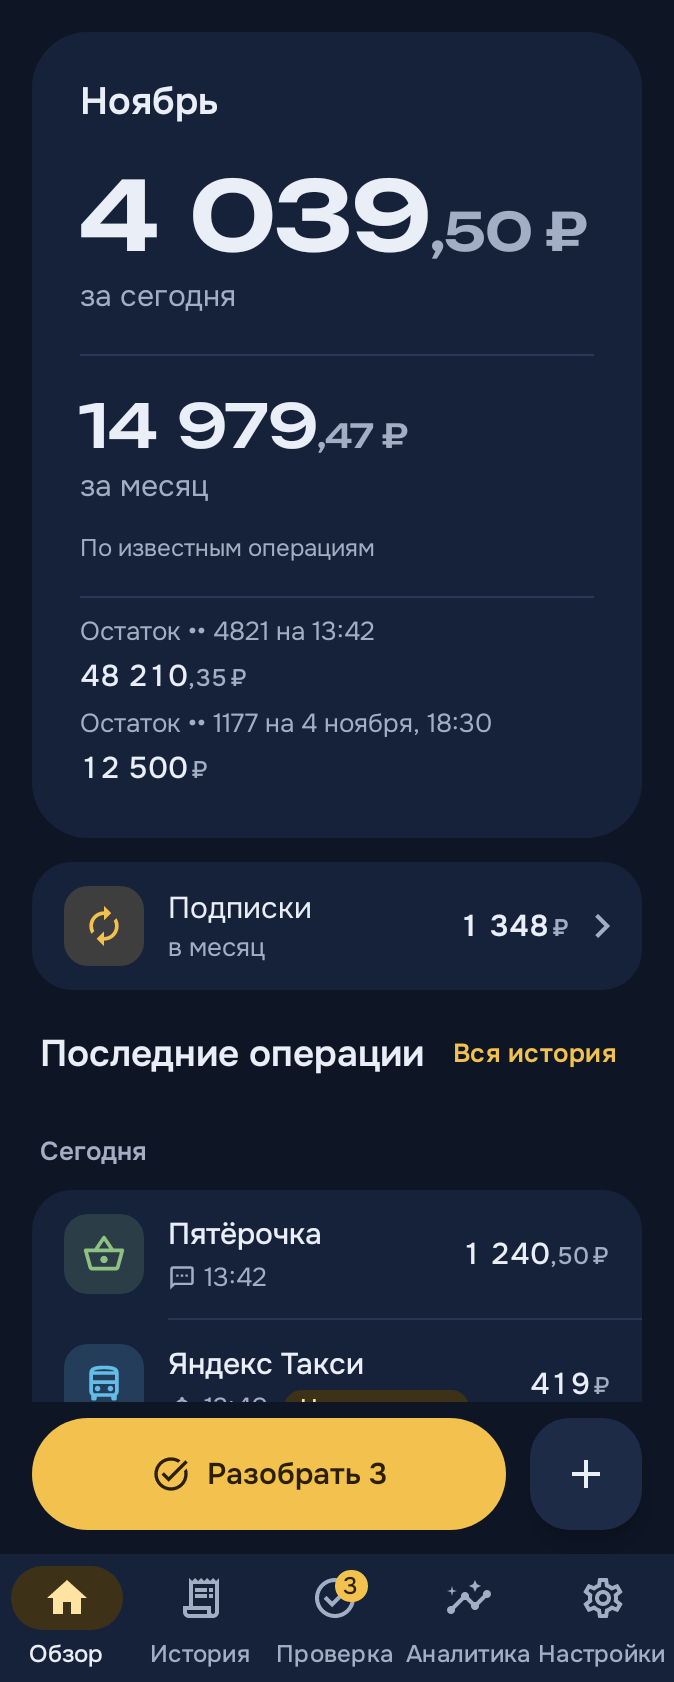 Ноябрь
4 039,50 ₽
за сегодня
14 979,47 ₽
за месяц
По известным операциям
Остаток •• 4821 на 13:42
48 210,35 ₽
Остаток •• 1177 на 4 ноября, 18:30
12 500 ₽
Подписки
в месяц
1 348 ₽
Последние операции
Вся история
Сегодня
Пятёрочка
13:42
1 240,50 ₽
Яндекс Такси
419 ₽
Разобрать 3
3
Обзор
История
Проверка
Аналитика
Настройки